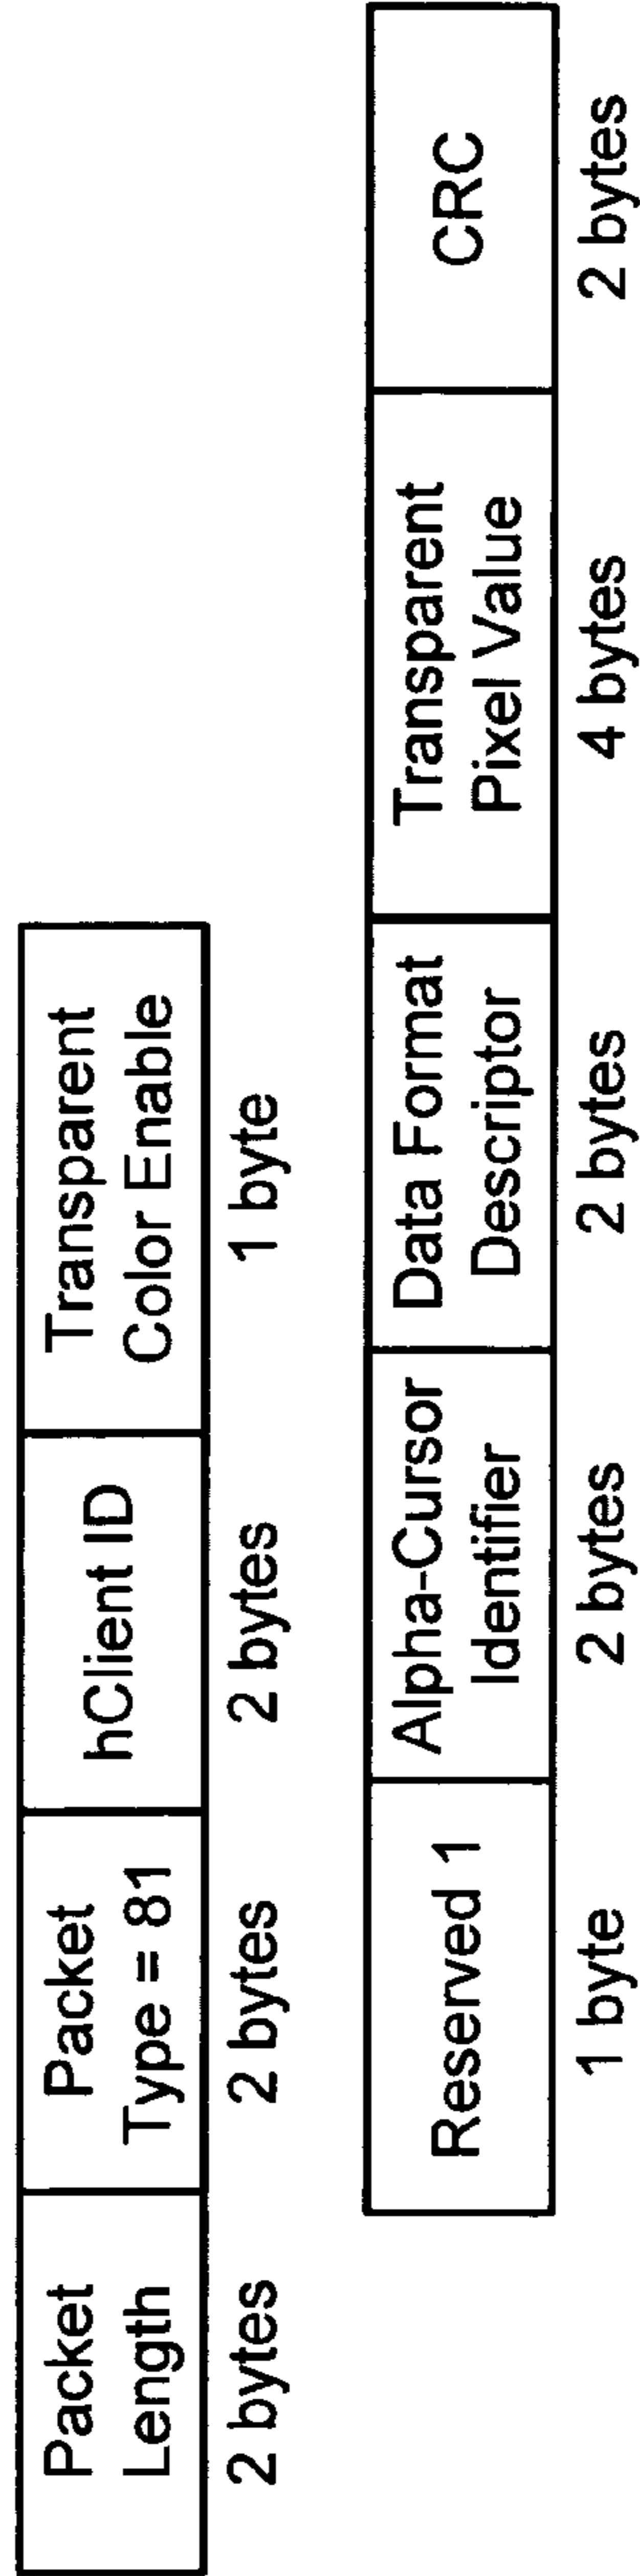 Packet
Length
2 bytes
Packet
Type = 81
2 bytes
hClient ID
2 bytes
Transparent
Color Enable
1 byte
Reserved 1
1 byte
Alpha-Cursor
Identifier
2 bytes
Data Format
Descriptor
2 bytes
Transparent
Pixel Value
4 bytes
CRC
2 bytes